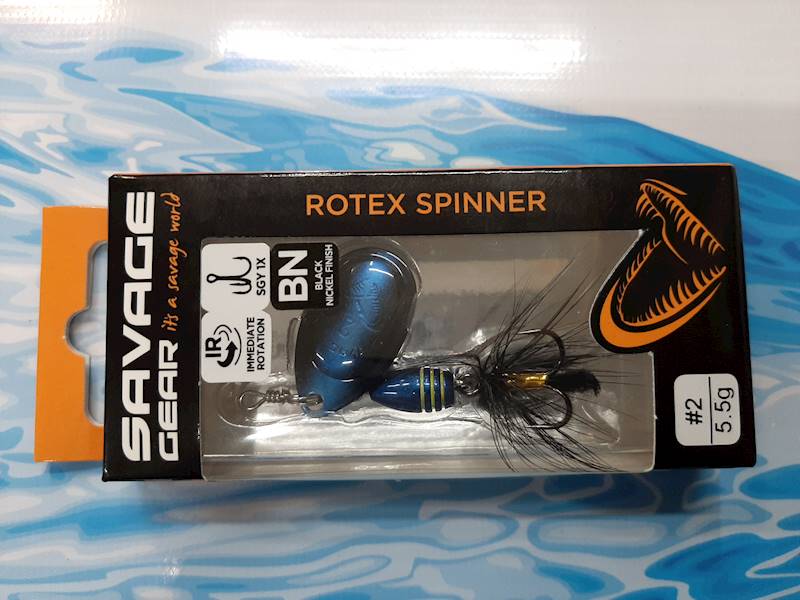 SAVAGE
GEAR it's a savage world
ROTEX SPINNER
SGY 1X
BN
BLACK
NICKEL FINISH
IR
IMMEDIATE
ROTATION
#2
5.5g